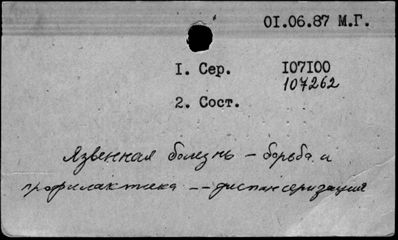 01.06.87 М.Г.
1. Сер. 107100
107262
2. Сост.
Язвенная болезнь - борьба и
профилактика -- диспансеризация